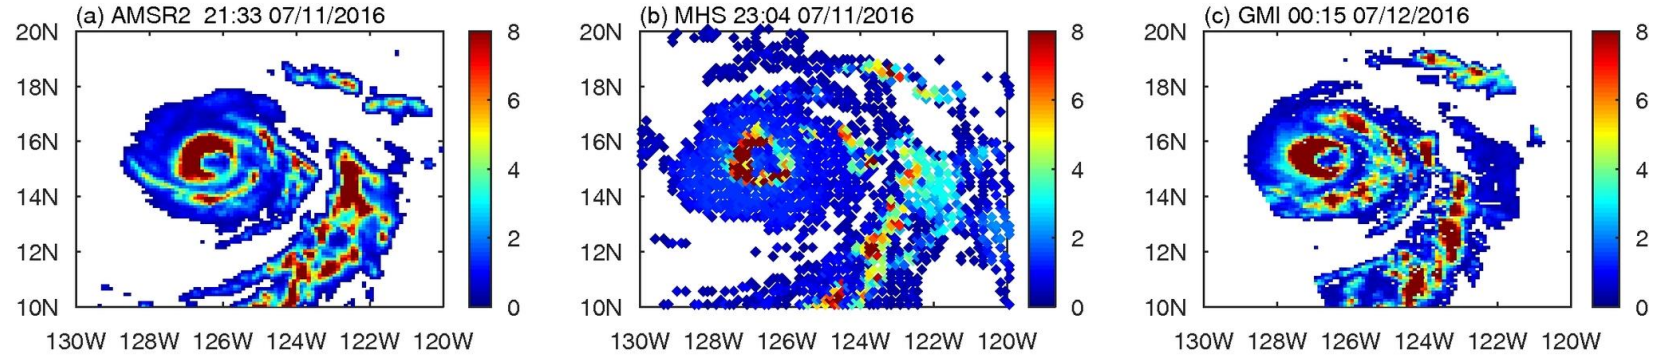 (a) AMSR2 21:33 07/11/2016
20N
18N
16N
14N
12N
10N
130W 128W 126W 124W 122W 120W
8
6
4
2
0
(b) MHS 23:04 07/11/2016
20N
18N
16N
14N
12N
10N
130W 128W 126W 124W 122W 120W
8
6
4
2
0
(c) GMI 00:15 07/12/2016
20N
18N
16N
14N
12N
10N
130W 128W 126W 124W 122W 120W
8
6
4
2
0